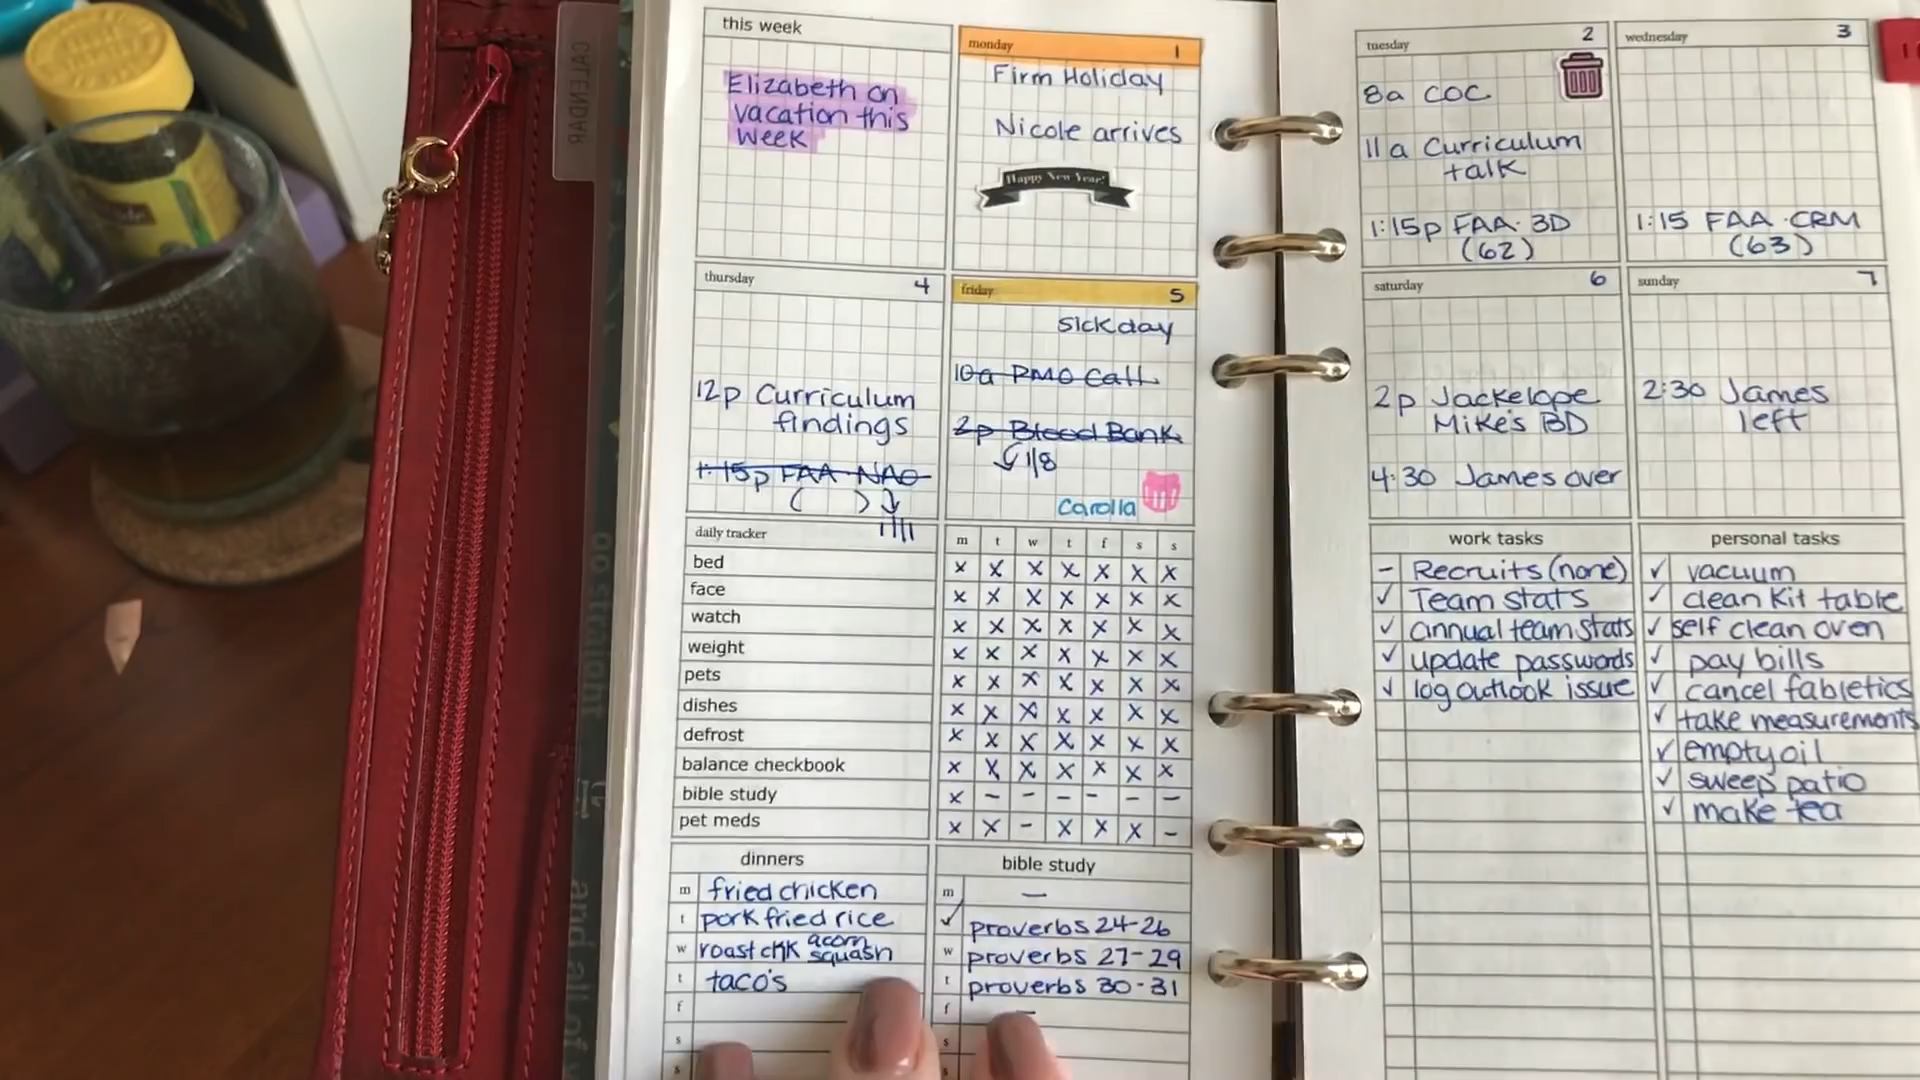 this week
Elizabeth on
vacation this
week
monday 1
Firm Holiday
Nicole arrives
Happy New Year!
tuesday 2
8a COC
11a Curriculum
talk
1:15p FAA·3D
(62)
wednesday 3
1:15 FAA·CRM
(63)
thursday 4
12p Curriculum
findings
1:15p FAA·NAO
( )
friday 5
sick day
10a PMO Call
2p Blood Bank
1/8
Carolla
saturday 6
2p Jackelope
Mike's BD
4:30 James over
sunday 7
2:30 James
left
daily tracker
m t w t f s s
bed x x x x x x x
face x x x x x x x
watch x x x x x x x
weight x x x x x x x
pets x x x x x x x
dishes x x x x x x x
defrost x x x x x x x
balance checkbook x x x x x x x
bible study x - - - - - -
pet meds x x - x x x -
dinners
m fried chicken
t pork fried rice
w roast chk acorn
squash
t taco's
f
s
s
bible study
m —
✓ proverbs 24-26
w proverbs 27-29
t proverbs 30-31
f —
s
work tasks
- Recruits (none)
✓ Team stats
✓ annual team stats
✓ update passwords
✓ log outlook issue
personal tasks
✓ vacuum
✓ clean kit table
✓ self clean oven
✓ pay bills
✓ cancel fabletics
✓ take measurements
✓ empty oil
✓ sweep patio
✓ make tea
CALENDAR
go straight
and all of